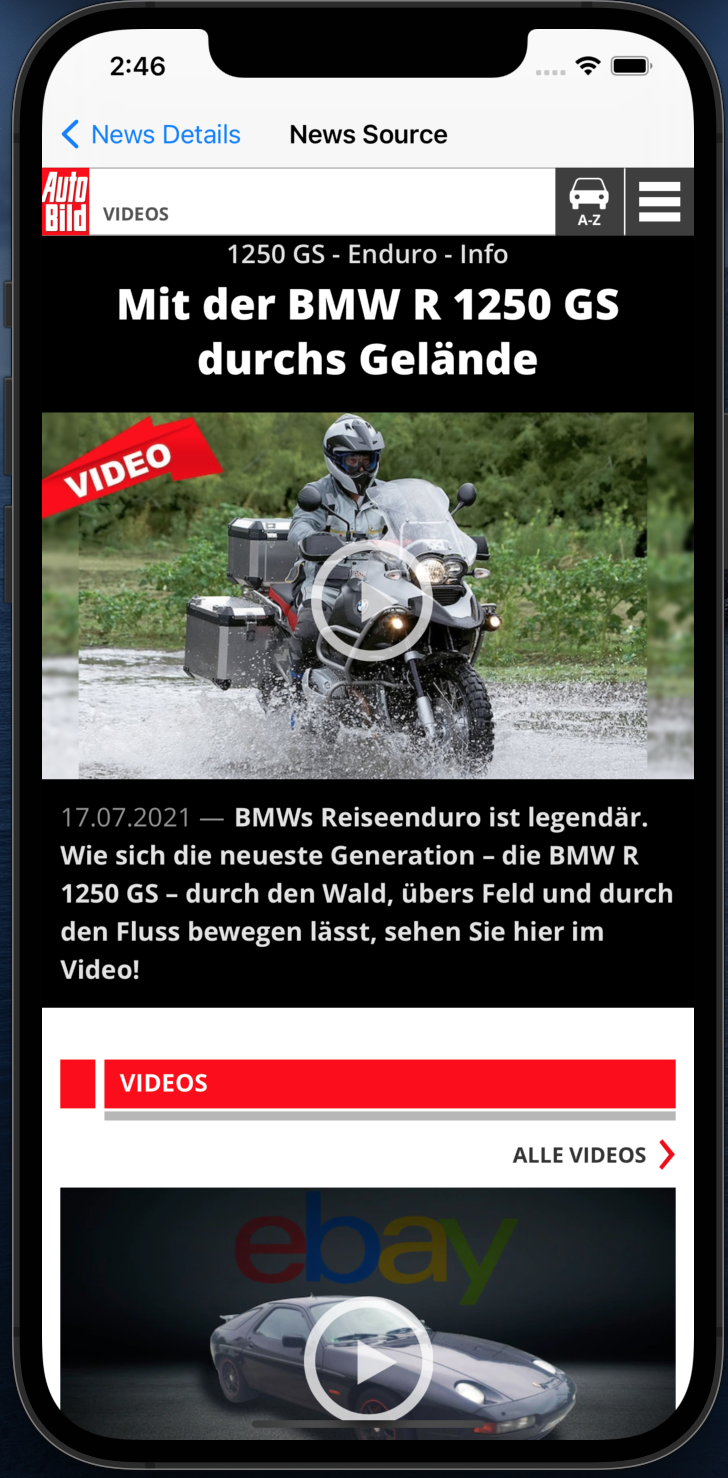 2:46
News Details
News Source
Auto
Bild
VIDEOS
A-Z
1250 GS - Enduro - Info
Mit der BMW R 1250 GS
durchs Gelände
VIDEO
17.07.2021 — BMWs Reiseenduro ist legendär.
Wie sich die neueste Generation – die BMW R
1250 GS – durch den Wald, übers Feld und durch
den Fluss bewegen lässt, sehen Sie hier im
Video!
VIDEOS
ALLE VIDEOS
ebay